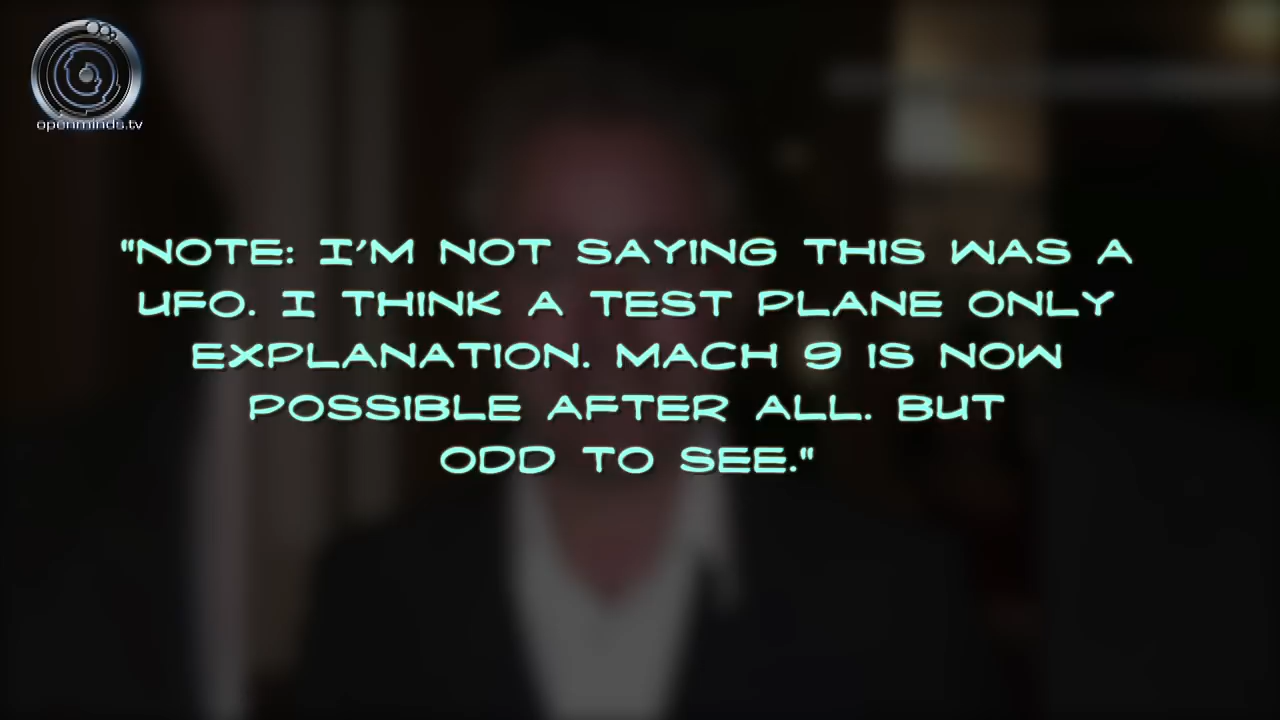 openminds.tv
"NOTE: I'M NOT SAYING THIS WAS A
UFO. I THINK A TEST PLANE ONLY
EXPLANATION. MACH 9 IS NOW
POSSIBLE AFTER ALL. BUT
ODD TO SEE."